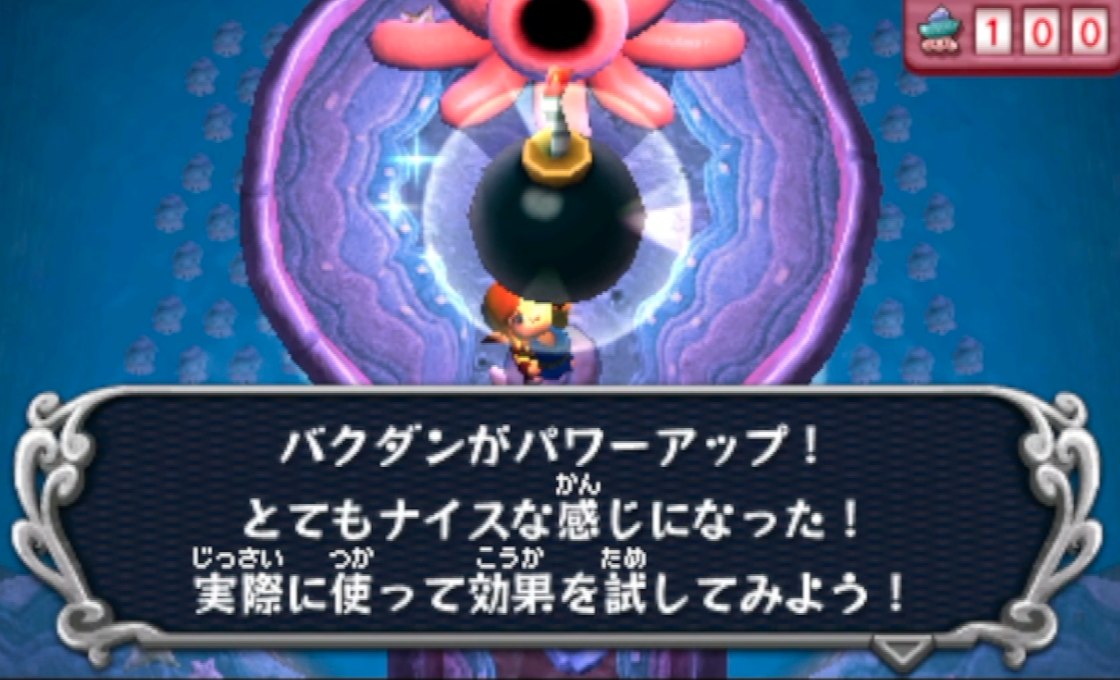 100
バクダンがパワーアップ！
とてもナイスな感じになった！
実際に使って効果を試してみよう！